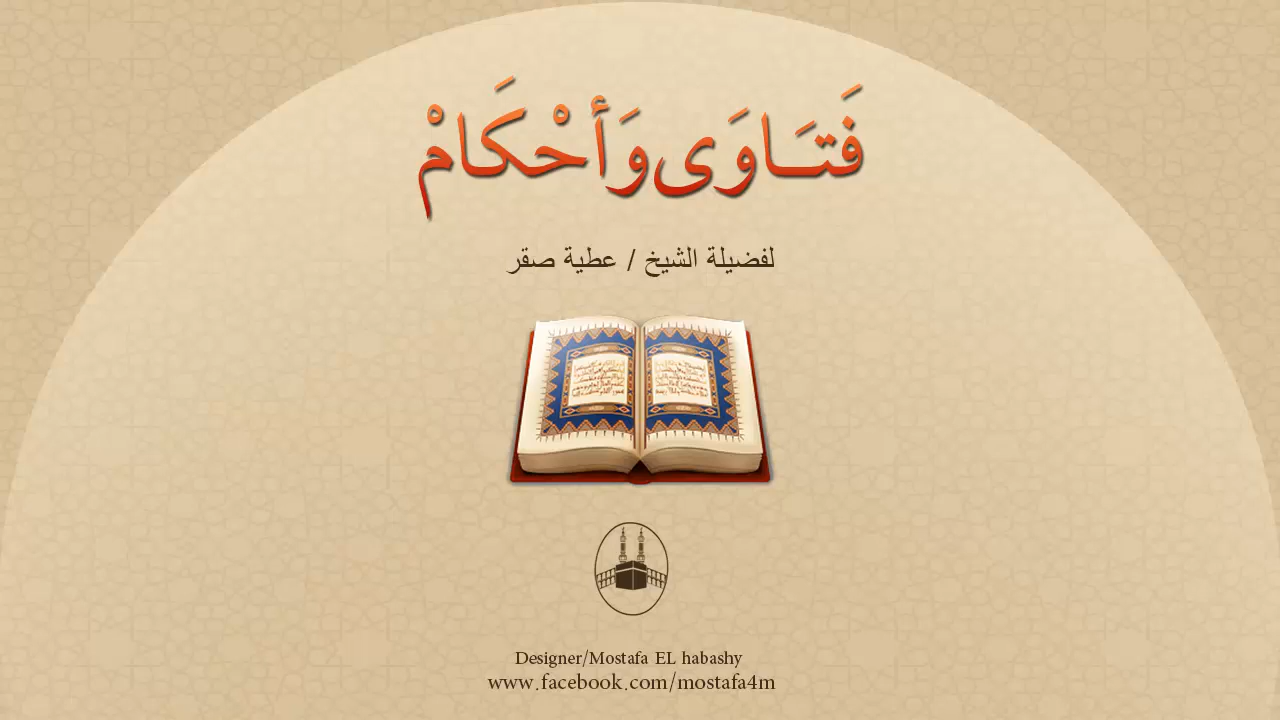 فَتَاوَى وَأَحْكَامْ
لفضيلة الشيخ / عطية صقر
Designer/Mostafa EL habashy
www.facebook.com/mostafa4m